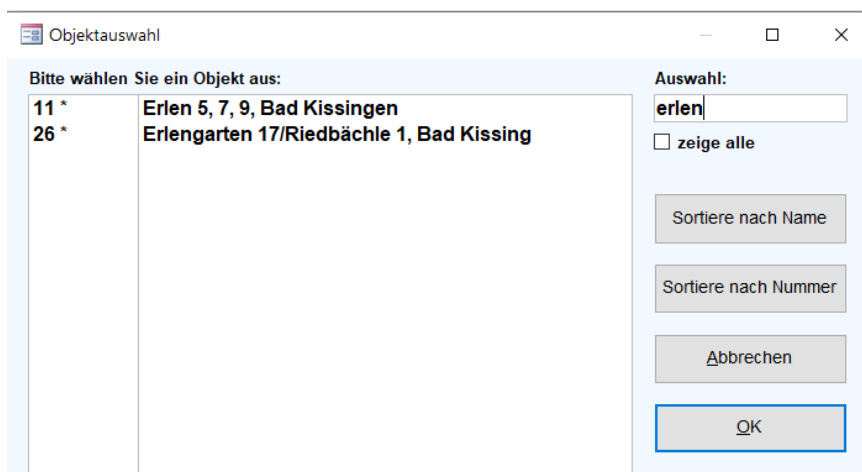 Objektauswahl
Bitte wählen Sie ein Objekt aus:
11 * Erlen 5, 7, 9, Bad Kissingen
26 * Erlengarten 17/Riedbächle 1, Bad Kissing
Auswahl:
erlen
zeige alle
Sortiere nach Name
Sortiere nach Nummer
Abbrechen
OK